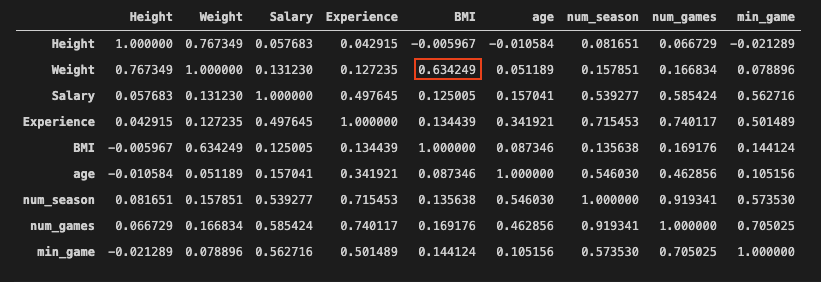 Height Weight Salary Experience BMI age num_season num_games min_game
Height 1.000000 0.767349 0.057683 0.042915 −0.005967 −0.010584 0.081651 0.066729 −0.021289
Weight 0.767349 1.000000 0.131230 0.127235 0.634249 0.051189 0.157851 0.166834 0.078896
Salary 0.057683 0.131230 1.000000 0.497645 0.125005 0.157041 0.539277 0.585424 0.562716
Experience 0.042915 0.127235 0.497645 1.000000 0.134439 0.341921 0.715453 0.740117 0.501489
BMI −0.005967 0.634249 0.125005 0.134439 1.000000 0.087346 0.135638 0.169176 0.144124
age −0.010584 0.051189 0.157041 0.341921 0.087346 1.000000 0.546030 0.462856 0.105156
num_season 0.081651 0.157851 0.539277 0.715453 0.135638 0.546030 1.000000 0.919341 0.573530
num_games 0.066729 0.166834 0.585424 0.740117 0.169176 0.462856 0.919341 1.000000 0.705025
min_game −0.021289 0.078896 0.562716 0.501489 0.144124 0.105156 0.573530 0.705025 1.000000